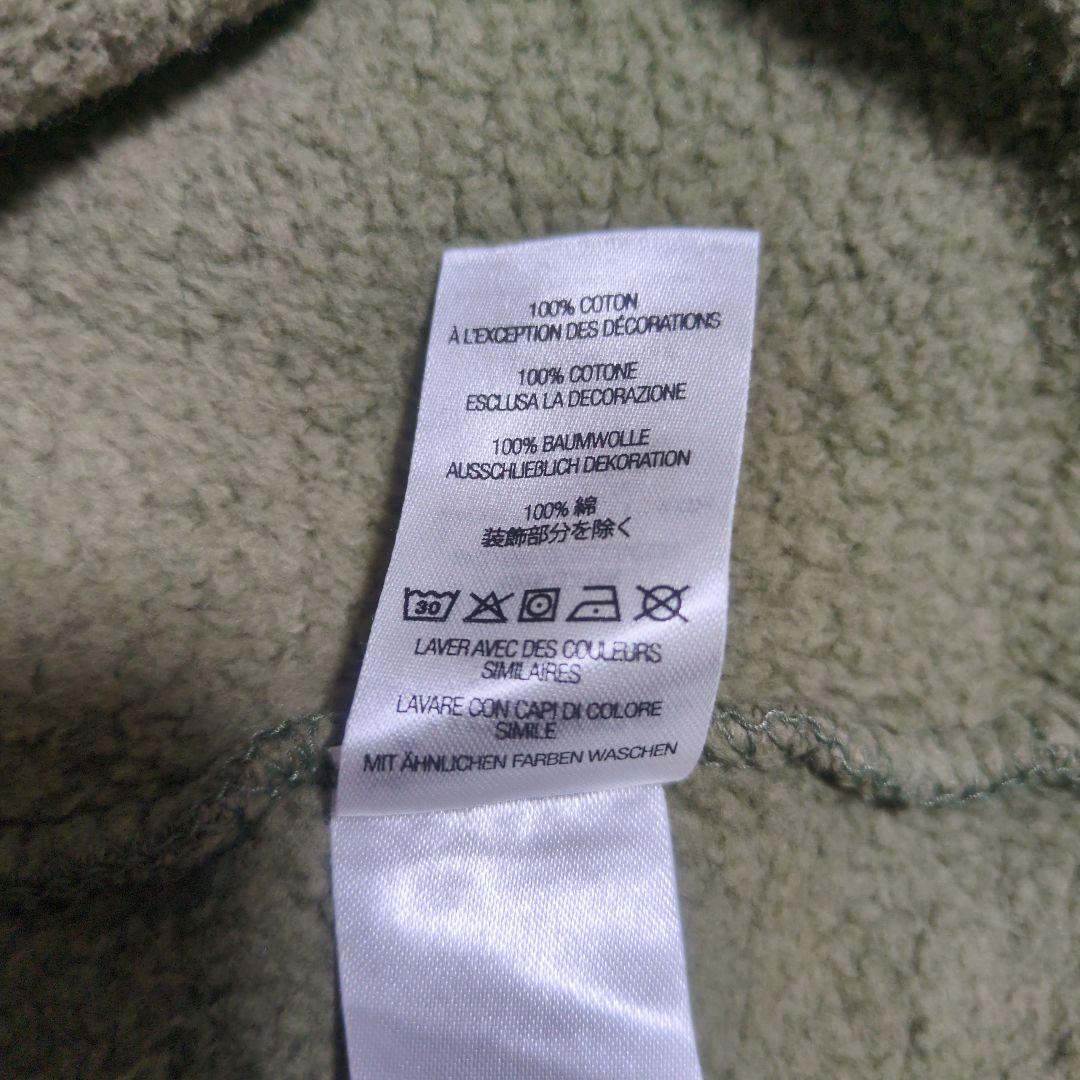 100% COTON
À L'EXCEPTION DES DÉCORATIONS
100% COTONE
ESCLUSA LA DECORAZIONE
100% BAUMWOLLE
AUSSCHLIEßLICH DEKORATION
100% 綿
装飾部分を除く
30
LAVER AVEC DES COULEURS
SIMILAIRES
LAVARE CON CAPI DI COLORE
SIMILE
MIT ÄHNLICHEN FARBEN WASCHEN